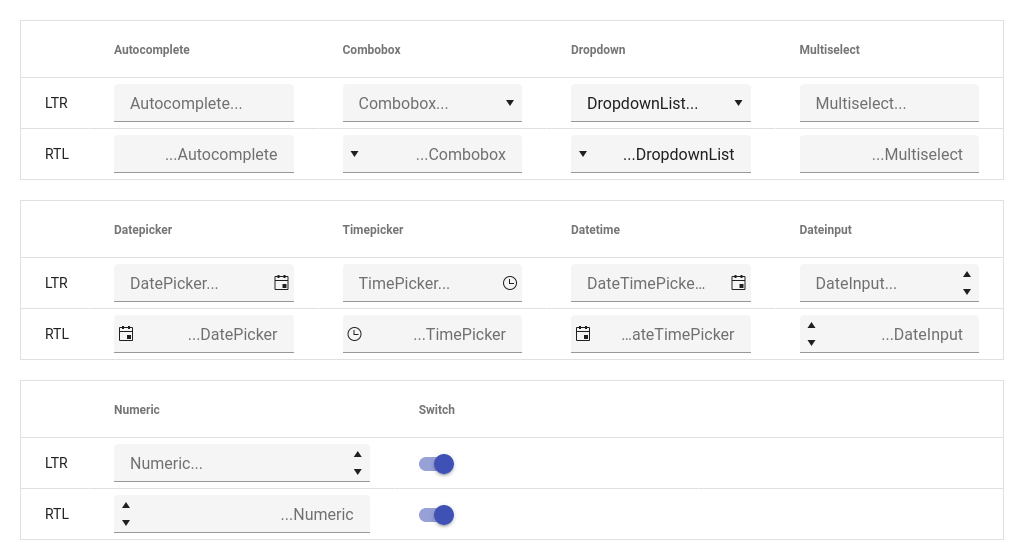 Autocomplete Combobox Dropdown Multiselect
LTR Autocomplete... Combobox... DropdownList... Multiselect...
RTL ...Autocomplete ...Combobox ...DropdownList ...Multiselect
Datepicker Timepicker Datetime Dateinput
LTR DatePicker... TimePicker... DateTimePicke... DateInput...
RTL ...DatePicker ...TimePicker ...ateTimePicker ...DateInput
Numeric Switch
LTR Numeric...
RTL ...Numeric